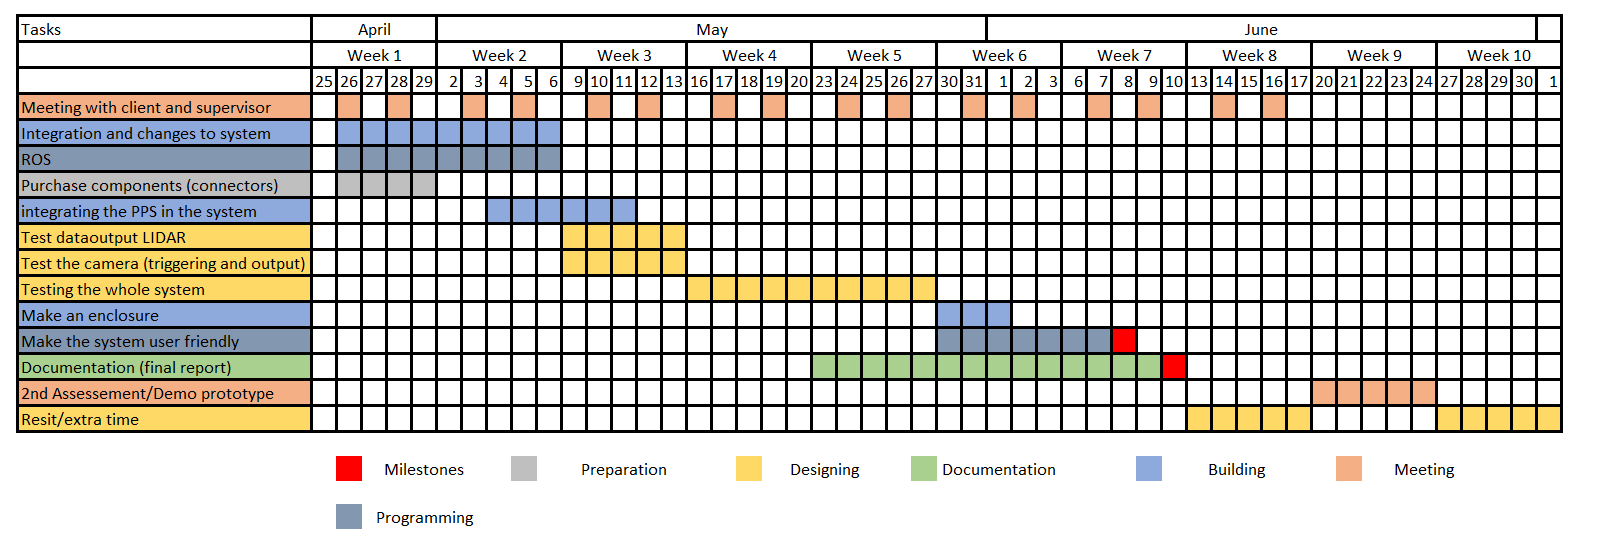 Tasks April May June
Week 1 Week 2 Week 3 Week 4 Week 5 Week 6 Week 7 Week 8 Week 9 Week 10
25 26 27 28 29 2 3 4 5 6 9 10 11 12 13 16 17 18 19 20 23 24 25 26 27 30 31 1 2 3 6 7 8 9 10 13 14 15 16 17 20 21 22 23 24 27 28 29 30 1
Meeting with client and supervisor
Integration and changes to system
ROS
Purchase components (connectors)
integrating the PPS in the system
Test dataoutput LIDAR
Test the camera (triggering and output)
Testing the whole system
Make an enclosure
Make the system user friendly
Documentation (final report)
2nd Assessement/Demo prototype
Resit/extra time
Milestones Preparation Designing Documentation Building Meeting
Programming